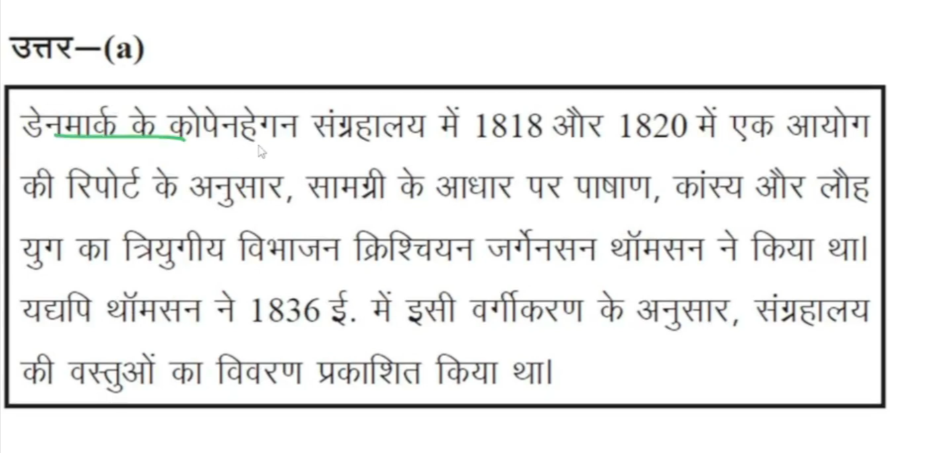 उत्तर—(a)
डेनमार्क के कोपेनहेगन संग्रहालय में 1818 और 1820 में एक आयोग
की रिपोर्ट के अनुसार, सामग्री के आधार पर पाषाण, कांस्य और लौह
युग का त्रियुगीय विभाजन क्रिश्चियन जर्गेनसन थॉमसन ने किया था।
यद्यपि थॉमसन ने 1836 ई. में इसी वर्गीकरण के अनुसार, संग्रहालय
की वस्तुओं का विवरण प्रकाशित किया था।